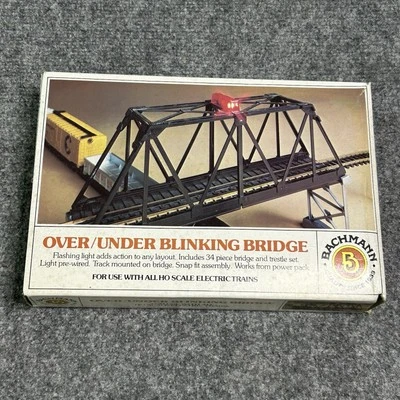 OVER/UNDER BLINKING BRIDGE
Flashing light adds action to any layout. Includes 34 piece bridge and trestle set.
Light pre-wired. Track mounted on bridge. Snap fit assembly. Works from power pack.
FOR USE WITH ALL HO SCALE ELECTRIC TRAINS
BACHMANN
B